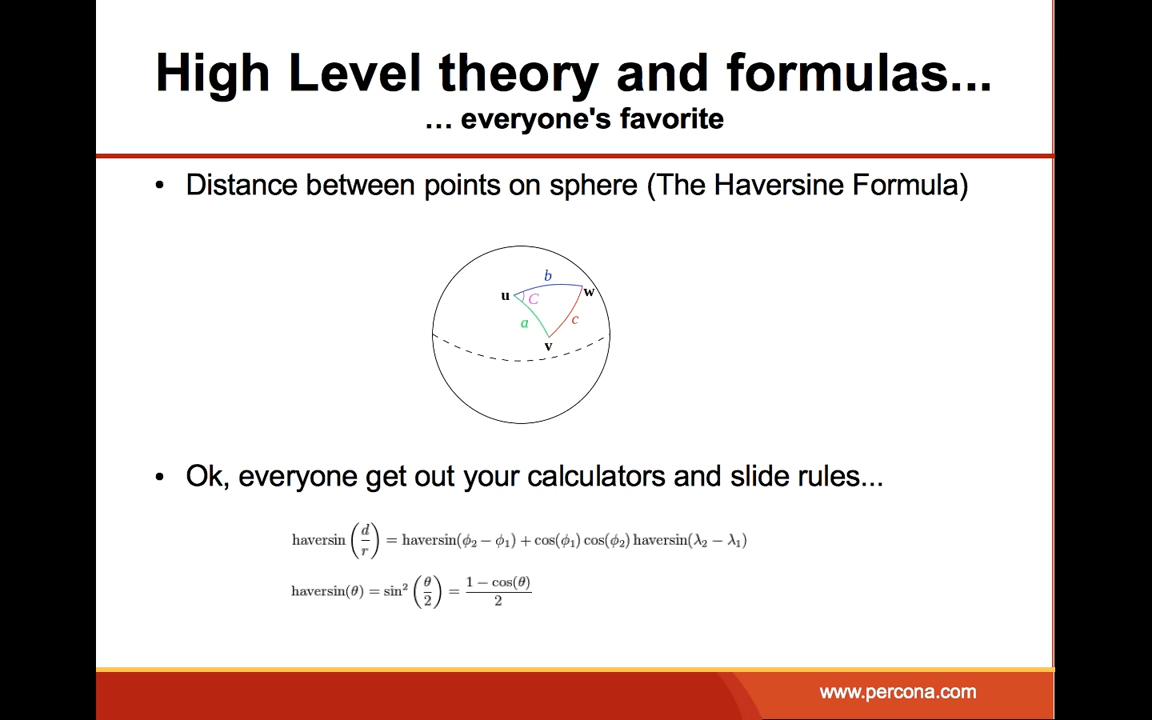 High Level theory and formulas...
... everyone's favorite
• Distance between points on sphere (The Haversine Formula)
b
u C w
a c
v
• Ok, everyone get out your calculators and slide rules...
haversin(d/r) = haversin(ϕ₂ − ϕ₁) + cos(ϕ₁) cos(ϕ₂) haversin(λ₂ − λ₁)
haversin(θ) = sin²(θ/2) = (1 − cos(θ))/2
www.percona.com